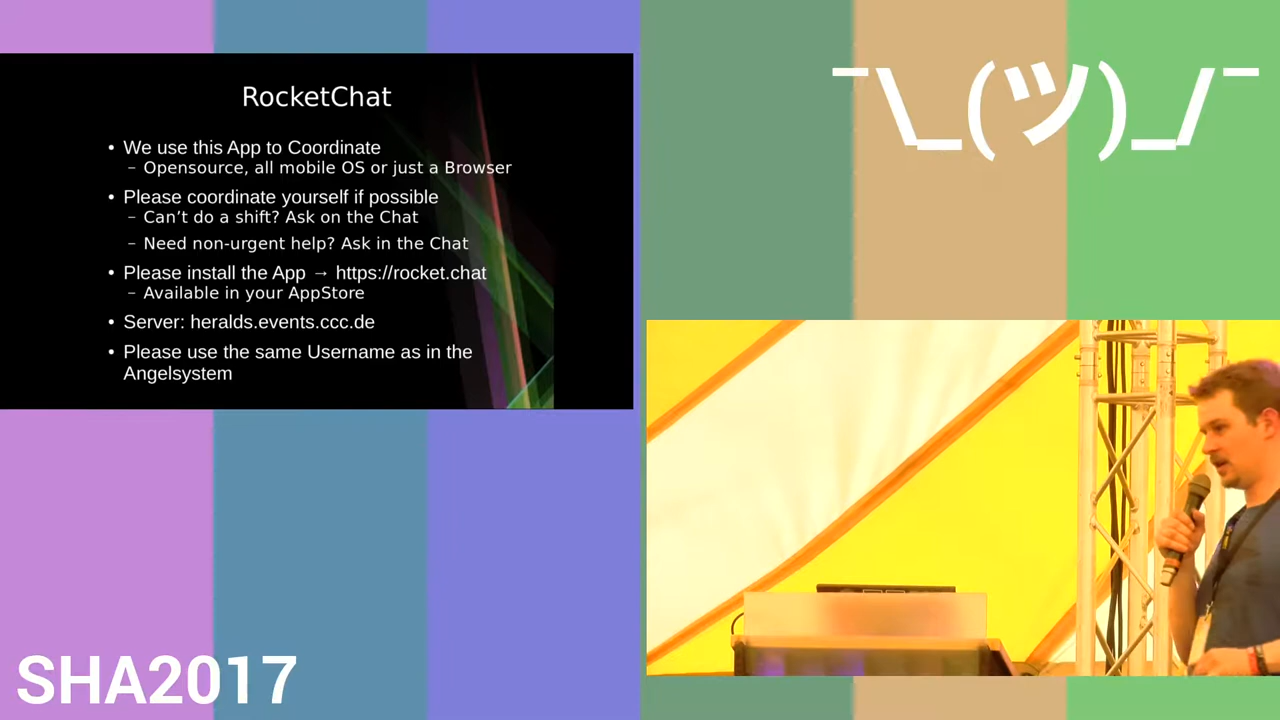 RocketChat
• We use this App to Coordinate
– Opensource, all mobile OS or just a Browser
• Please coordinate yourself if possible
– Can’t do a shift? Ask on the Chat
– Need non-urgent help? Ask in the Chat
• Please install the App → https://rocket.chat
– Available in your AppStore
• Server: heralds.events.ccc.de
• Please use the same Username as in the
Angelsystem
¯\_(ツ)_/¯
SHA2017